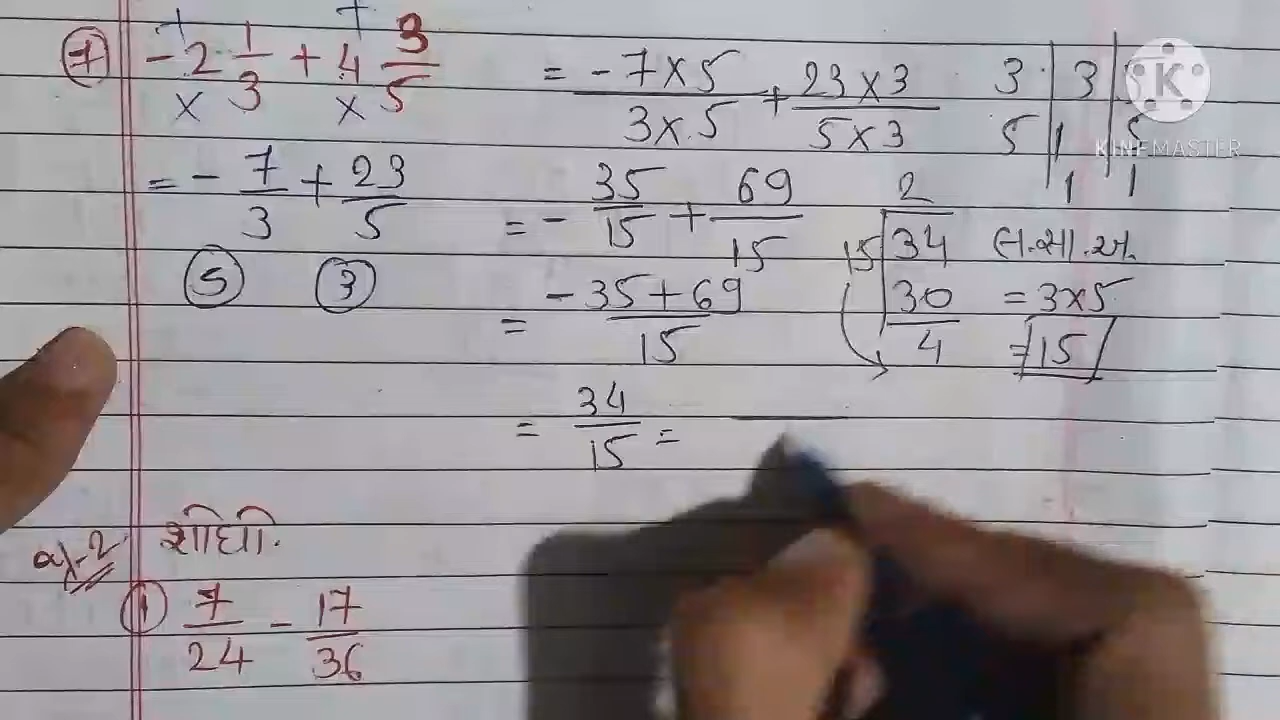 (7) - 2 1/3 + 4 3/5
+ +
× ×
= - 7/3 + 23/5
(5) (3)
= -7×5/3×5 + 23×3/5×3
= - 35/15 + 69/15
= -35+69/15
= 34/15 =
3 | 3 |
5 | 1 | 5
1 | 1
લ.સા.અ.
= 3×5
= 15
2
15 | 34
30
4
શોધો.
(1) 7/24 - 17/36
K
KINEMASTER